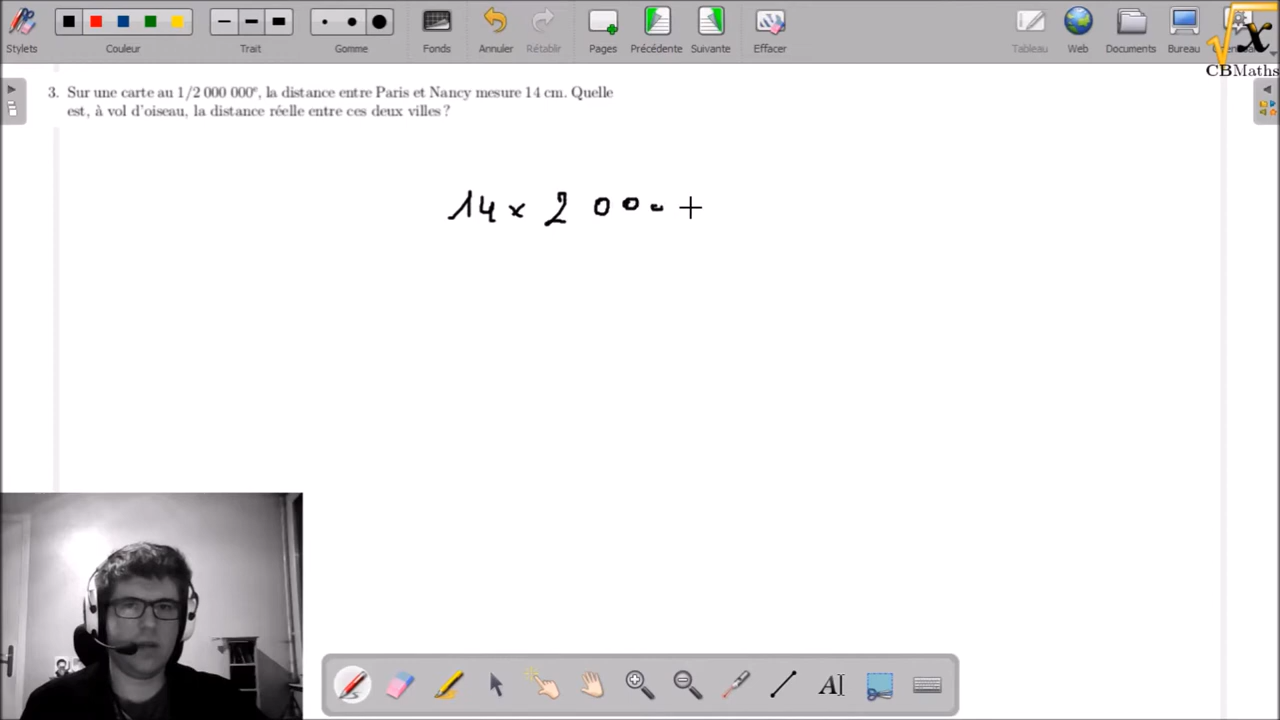 Stylets
Couleur
Trait
Gomme
Fonds
Annuler
Rétablir
Pages
Précédente
Suivante
Effacer
Tableau
Web
Documents
Bureau
√x
CBMaths
3. Sur une carte au 1/2 000 000ᵉ, la distance entre Paris et Nancy mesure 14 cm. Quelle
est, à vol d'oiseau, la distance réelle entre ces deux villes ?
14 × 2 000